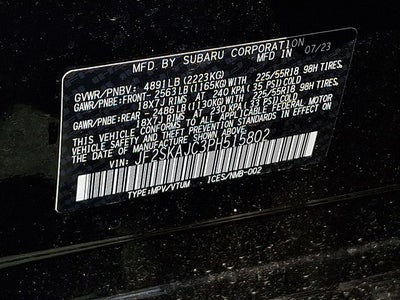 MFD BY SUBARU CORPORATION
MFD IN 07/23
GVWR/PNBV: 4891LB (2223KG)
GAWR/PNBE:FRONT- 2563LB (1165KG) WITH 225/55R18 98H TIRES,
18X7J RIMS AT 240 KPA ( 35 PSI) COLD
GAWR/PNBE:REAR - 2486LB (1130KG) WITH 225/55R18 98H TIRES,
18X7J RIMS AT 230 KPA ( 33 PSI) COLD
THIS VEHICLE CONFORMS TO ALL APPLICABLE FEDERAL MOTOR
VEHICLE SAFETY AND THEFT PREVENTION STANDARDS IN EFFECT ON
THE DATE OF MANUFACTURE SHOWN ABOVE.
VIN: JF2SKAJC3PH515802
TYPE:MPV/VTUM ICES/NMB-002